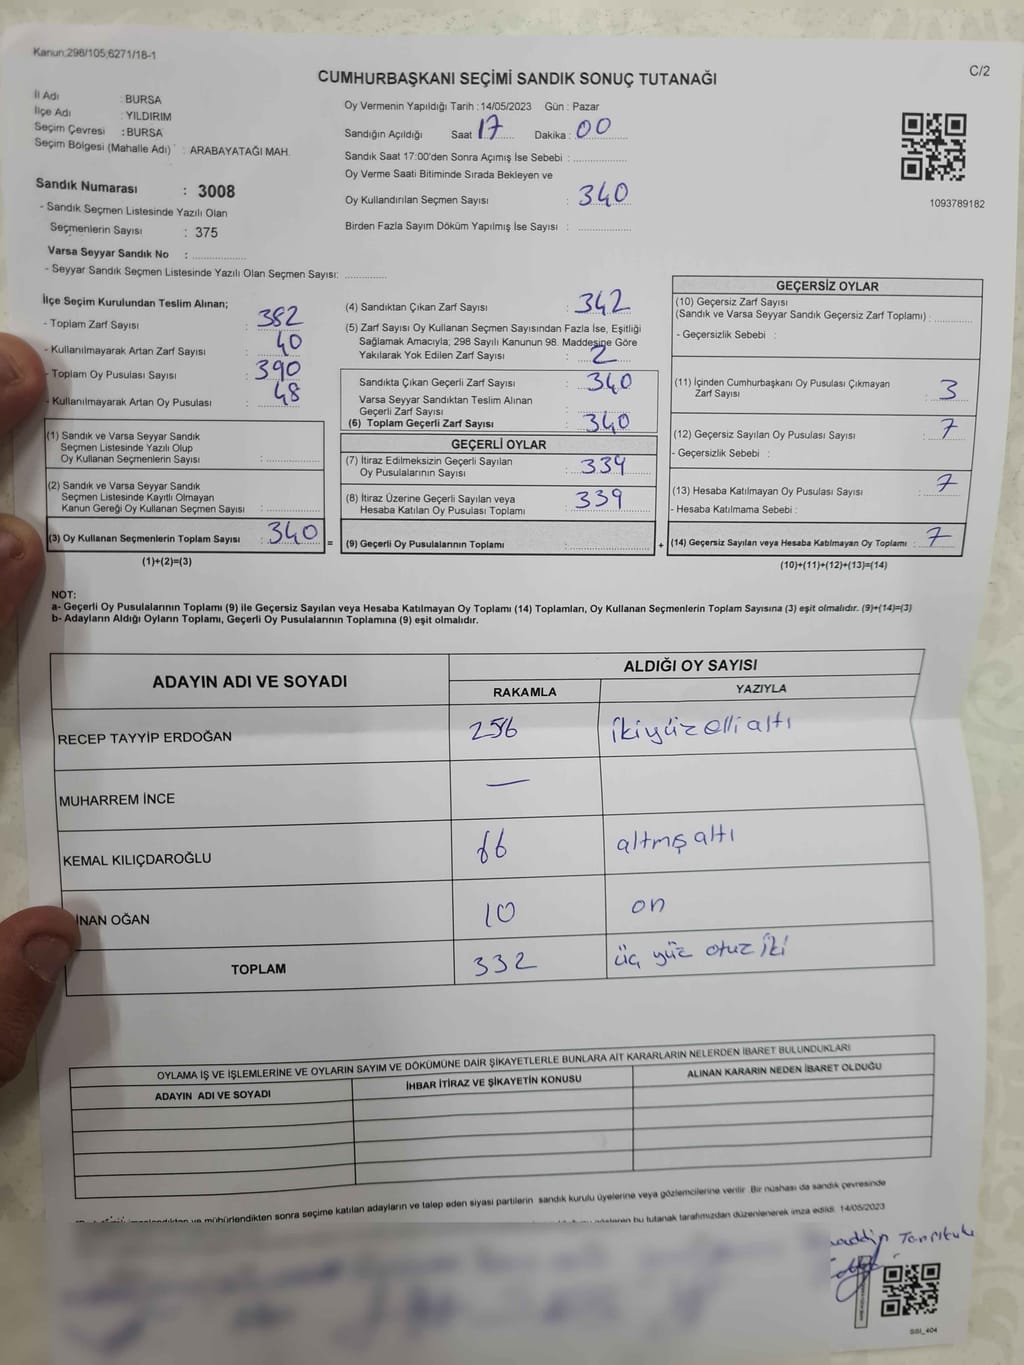 Kanun:298/105;6271/18-1
C/2
CUMHURBAŞKANI SEÇİMİ SANDIK SONUÇ TUTANAĞI
İl Adı : BURSA
İlçe Adı : YILDIRIM
Seçim Çevresi : BURSA
Seçim Bölgesi (Mahalle Adı) : ARABAYATAĞI MAH.
Sandık Numarası : 3008
- Sandık Seçmen Listesinde Yazılı Olan
Seçmenlerin Sayısı : 375
Varsa Seyyar Sandık No : ................
- Seyyar Sandık Seçmen Listesinde Yazılı Olan Seçmen Sayısı: ............
Oy Vermenin Yapıldığı Tarih : 14/05/2023 Gün : Pazar
Sandığın Açıldığı Saat 17 Dakika : 00
Sandık Saat 17:00'den Sonra Açımış İse Sebebi : ................
Oy Verme Saati Bitiminde Sırada Bekleyen ve
Oy Kullandırılan Seçmen Sayısı : 340
Birden Fazla Sayım Döküm Yapılmış İse Sayısı : ................
1093789182
İlçe Seçim Kurulundan Teslim Alınan;
- Toplam Zarf Sayısı : 382
- Kullanılmayarak Artan Zarf Sayısı : 40
- Toplam Oy Pusulası Sayısı : 390
- Kullanılmayarak Artan Oy Pusulası : 48
(1) Sandık ve Varsa Seyyar Sandık
Seçmen Listesinde Yazılı Olup
Oy Kullanan Seçmenlerin Sayısı : ................
(2) Sandık ve Varsa Seyyar Sandık
Seçmen Listesinde Kayıtlı Olmayan
Kanun Gereği Oy Kullanan Seçmen Sayısı : ................
(3) Oy Kullanan Seçmenlerin Toplam Sayısı : 340 =
(1)+(2)=(3)
(4) Sandıktan Çıkan Zarf Sayısı : 342
(5) Zarf Sayısı Oy Kullanan Seçmen Sayısından Fazla İse, Eşitliği
Sağlamak Amacıyla; 298 Sayılı Kanunun 98. Maddesine Göre
Yakılarak Yok Edilen Zarf Sayısı : 2
Sandıkta Çıkan Geçerli Zarf Sayısı : 340
Varsa Seyyar Sandıktan Teslim Alınan
Geçerli Zarf Sayısı
(6) Toplam Geçerli Zarf Sayısı : 340
GEÇERLİ OYLAR
(7) İtiraz Edilmeksizin Geçerli Sayılan
Oy Pusulalarının Sayısı : 339
(8) İtiraz Üzerine Geçerli Sayılan veya
Hesaba Katılan Oy Pusulası Toplamı : 339
(9) Geçerli Oy Pusulalarının Toplamı : ................ +
GEÇERSİZ OYLAR
(10) Geçersiz Zarf Sayısı
(Sandık ve Varsa Seyyar Sandık Geçersiz Zarf Toplamı) : ............
- Geçersizlik Sebebi :
(11) İçinden Cumhurbaşkanı Oy Pusulası Çıkmayan
Zarf Sayısı : 3
(12) Geçersiz Sayılan Oy Pusulası Sayısı : 7
- Geçersizlik Sebebi :
(13) Hesaba Katılmayan Oy Pusulası Sayısı : 7
- Hesaba Katılmama Sebebi :
(14) Geçersiz Sayılan veya Hesaba Katılmayan Oy Toplamı : 7
(10)+(11)+(12)+(13)=(14)
NOT:
a- Geçerli Oy Pusulalarının Toplamı (9) ile Geçersiz Sayılan veya Hesaba Katılmayan Oy Toplamı (14) Toplamları, Oy Kullanan Seçmenlerin Toplam Sayısına (3) eşit olmalıdır. (9)+(14)=(3)
b- Adayların Aldığı Oyların Toplamı, Geçerli Oy Pusulalarının Toplamına (9) eşit olmalıdır.
ADAYIN ADI VE SOYADI
ALDIĞI OY SAYISI
RAKAMLA YAZIYLA
RECEP TAYYİP ERDOĞAN 256 ikiyüz elli altı
MUHARREM İNCE —
KEMAL KILIÇDAROĞLU 66 altmış altı
İNAN OĞAN 10 on
TOPLAM 332 üç yüz otuz iki
OYLAMA İŞ VE İŞLEMLERİNE VE OYLARIN SAYIM VE DÖKÜMÜNE DAİR ŞİKAYETLERLE BUNLARA AİT KARARLARIN NELERDEN İBARET BULUNDUKLARI
ADAYIN ADI VE SOYADI İHBAR İTİRAZ VE ŞİKAYETİN KONUSU ALINAN KARARIN NEDEN İBARET OLDUĞU
ve mühürlendikten sonra seçime katılan adayların ve talep eden siyasi partilerin sandık kurulu üyelerine veya gözlemcilerine verilir. Bir nüshası da sandık çevresinde
gösteren bu tutanak tarafımızdan düzenlenerek imza edildi. 14/05/2023
SSI_404